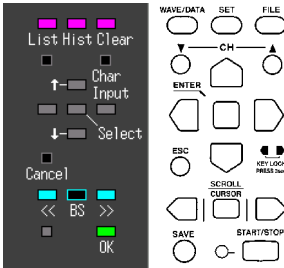 List Hist Clear
Char
Input
Select
Cancel
<< BS >>
OK
WAVE/DATA SET FILE
CH
ENTER
ESC
KEY LOCK
SCROLL
CURSOR
SAVE START/STOP